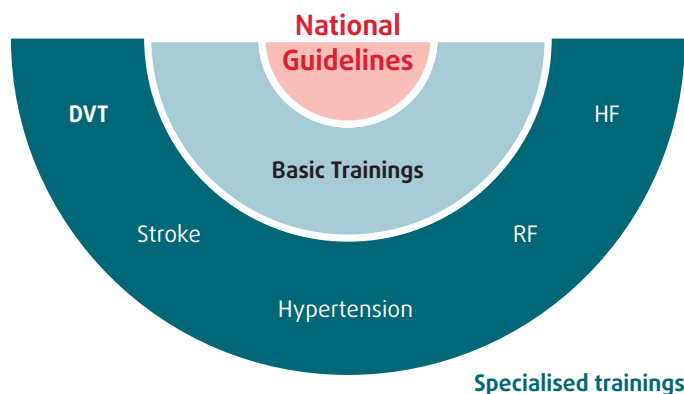 National
Guidelines
DVT
HF
Basic Trainings
Stroke
RF
Hypertension
Specialised trainings